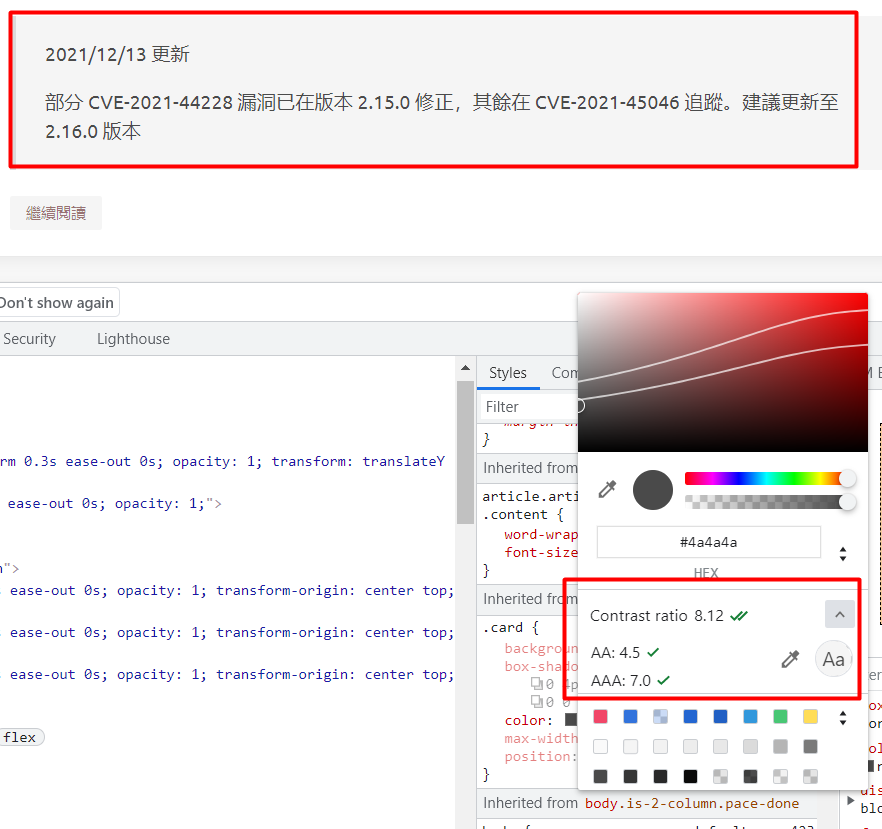 2021/12/13 更新
部分 CVE-2021-44228 漏洞已在版本 2.15.0 修正，其餘在 CVE-2021-45046 追蹤。建議更新至
2.16.0 版本
繼續閱讀
Don't show again
Security Lighthouse
Styles
Filter
}
Inherited from
article.arti
.content {
word-wrap
font-size
}
Inherited from
.card {
background
box-shado
0 4p
0 0
color:
max-width
position:
}
Inherited from body.is-2-column.pace-done
rm 0.3s ease-out 0s; opacity: 1; transform: translateY
ease-out 0s; opacity: 1;">
">
ease-out 0s; opacity: 1; transform-origin: center top;
ease-out 0s; opacity: 1; transform-origin: center top;
ease-out 0s; opacity: 1; transform-origin: center top;
flex
#4a4a4a
HEX
Contrast ratio 8.12
AA: 4.5
AAA: 7.0
Aa